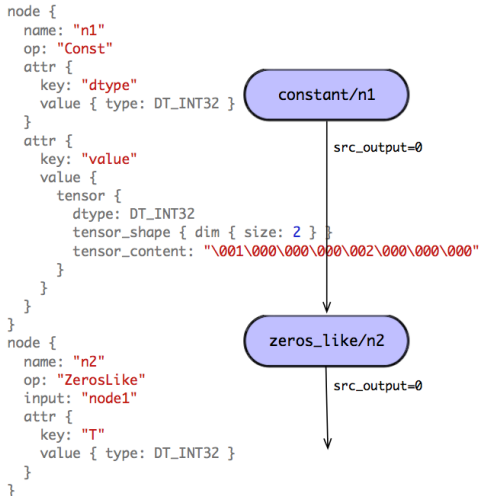 node {
  name: "n1"
  op: "Const"
  attr {
    key: "dtype"
    value { type: DT_INT32 }
  }
  attr {
    key: "value"
    value {
      tensor {
        dtype: DT_INT32
        tensor_shape { dim { size: 2 } }
        tensor_content: "\001\000\000\000\002\000\000\000"
      }
    }
  }
}
node {
  name: "n2"
  op: "ZerosLike"
  input: "node1"
  attr {
    key: "T"
    value { type: DT_INT32 }
  }
}
constant/n1
src_output=0
zeros_like/n2
src_output=0